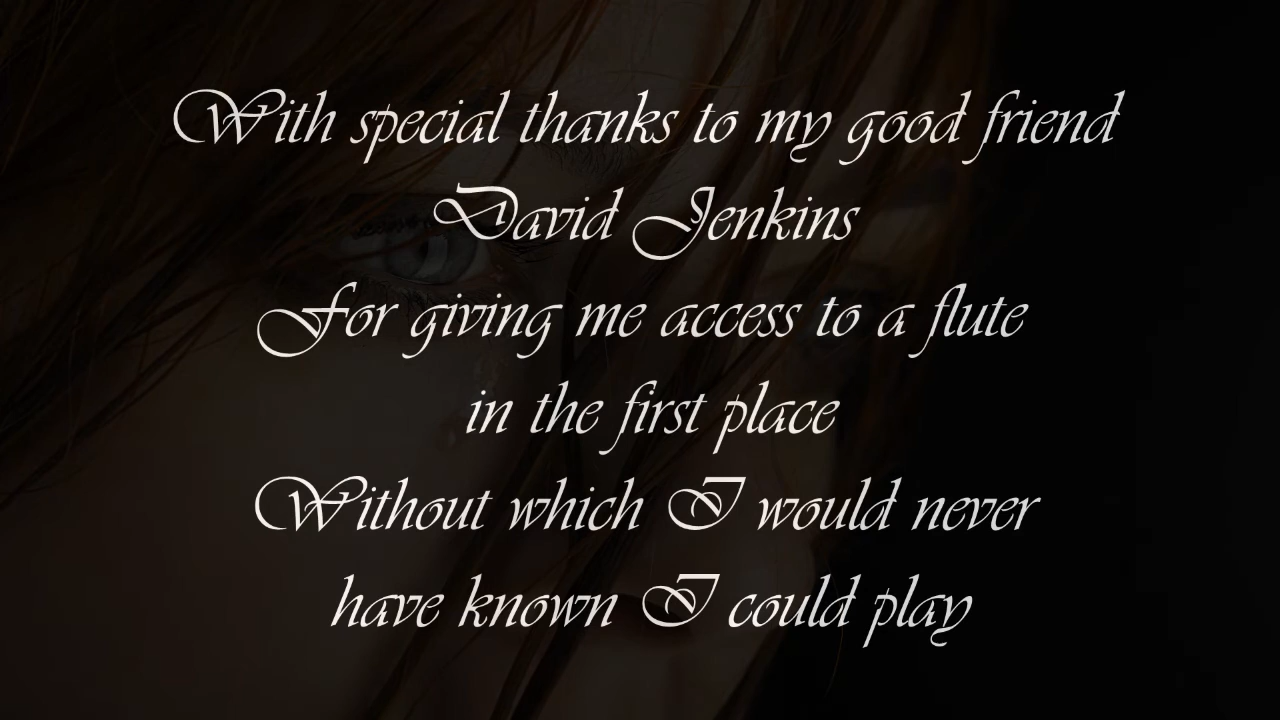 With special thanks to my good friend
David Jenkins
For giving me access to a flute
in the first place
Without which I would never
have known I could play